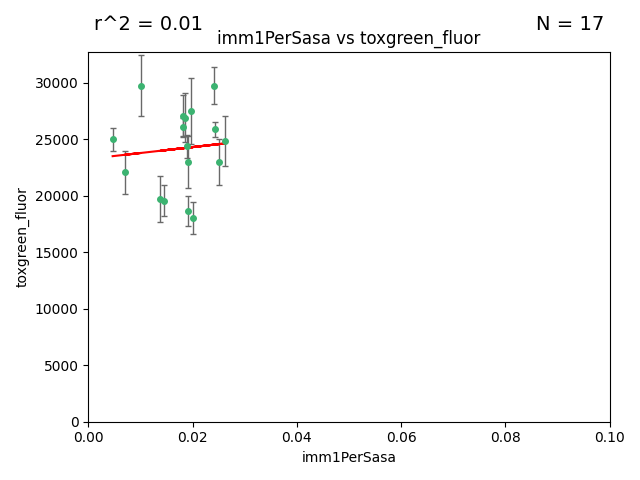 r^2 = 0.01
N = 17
imm1PerSasa vs toxgreen_fluor
30000
25000
20000
15000
10000
5000
0
toxgreen_fluor
0.00 0.02 0.04 0.06 0.08 0.10
imm1PerSasa